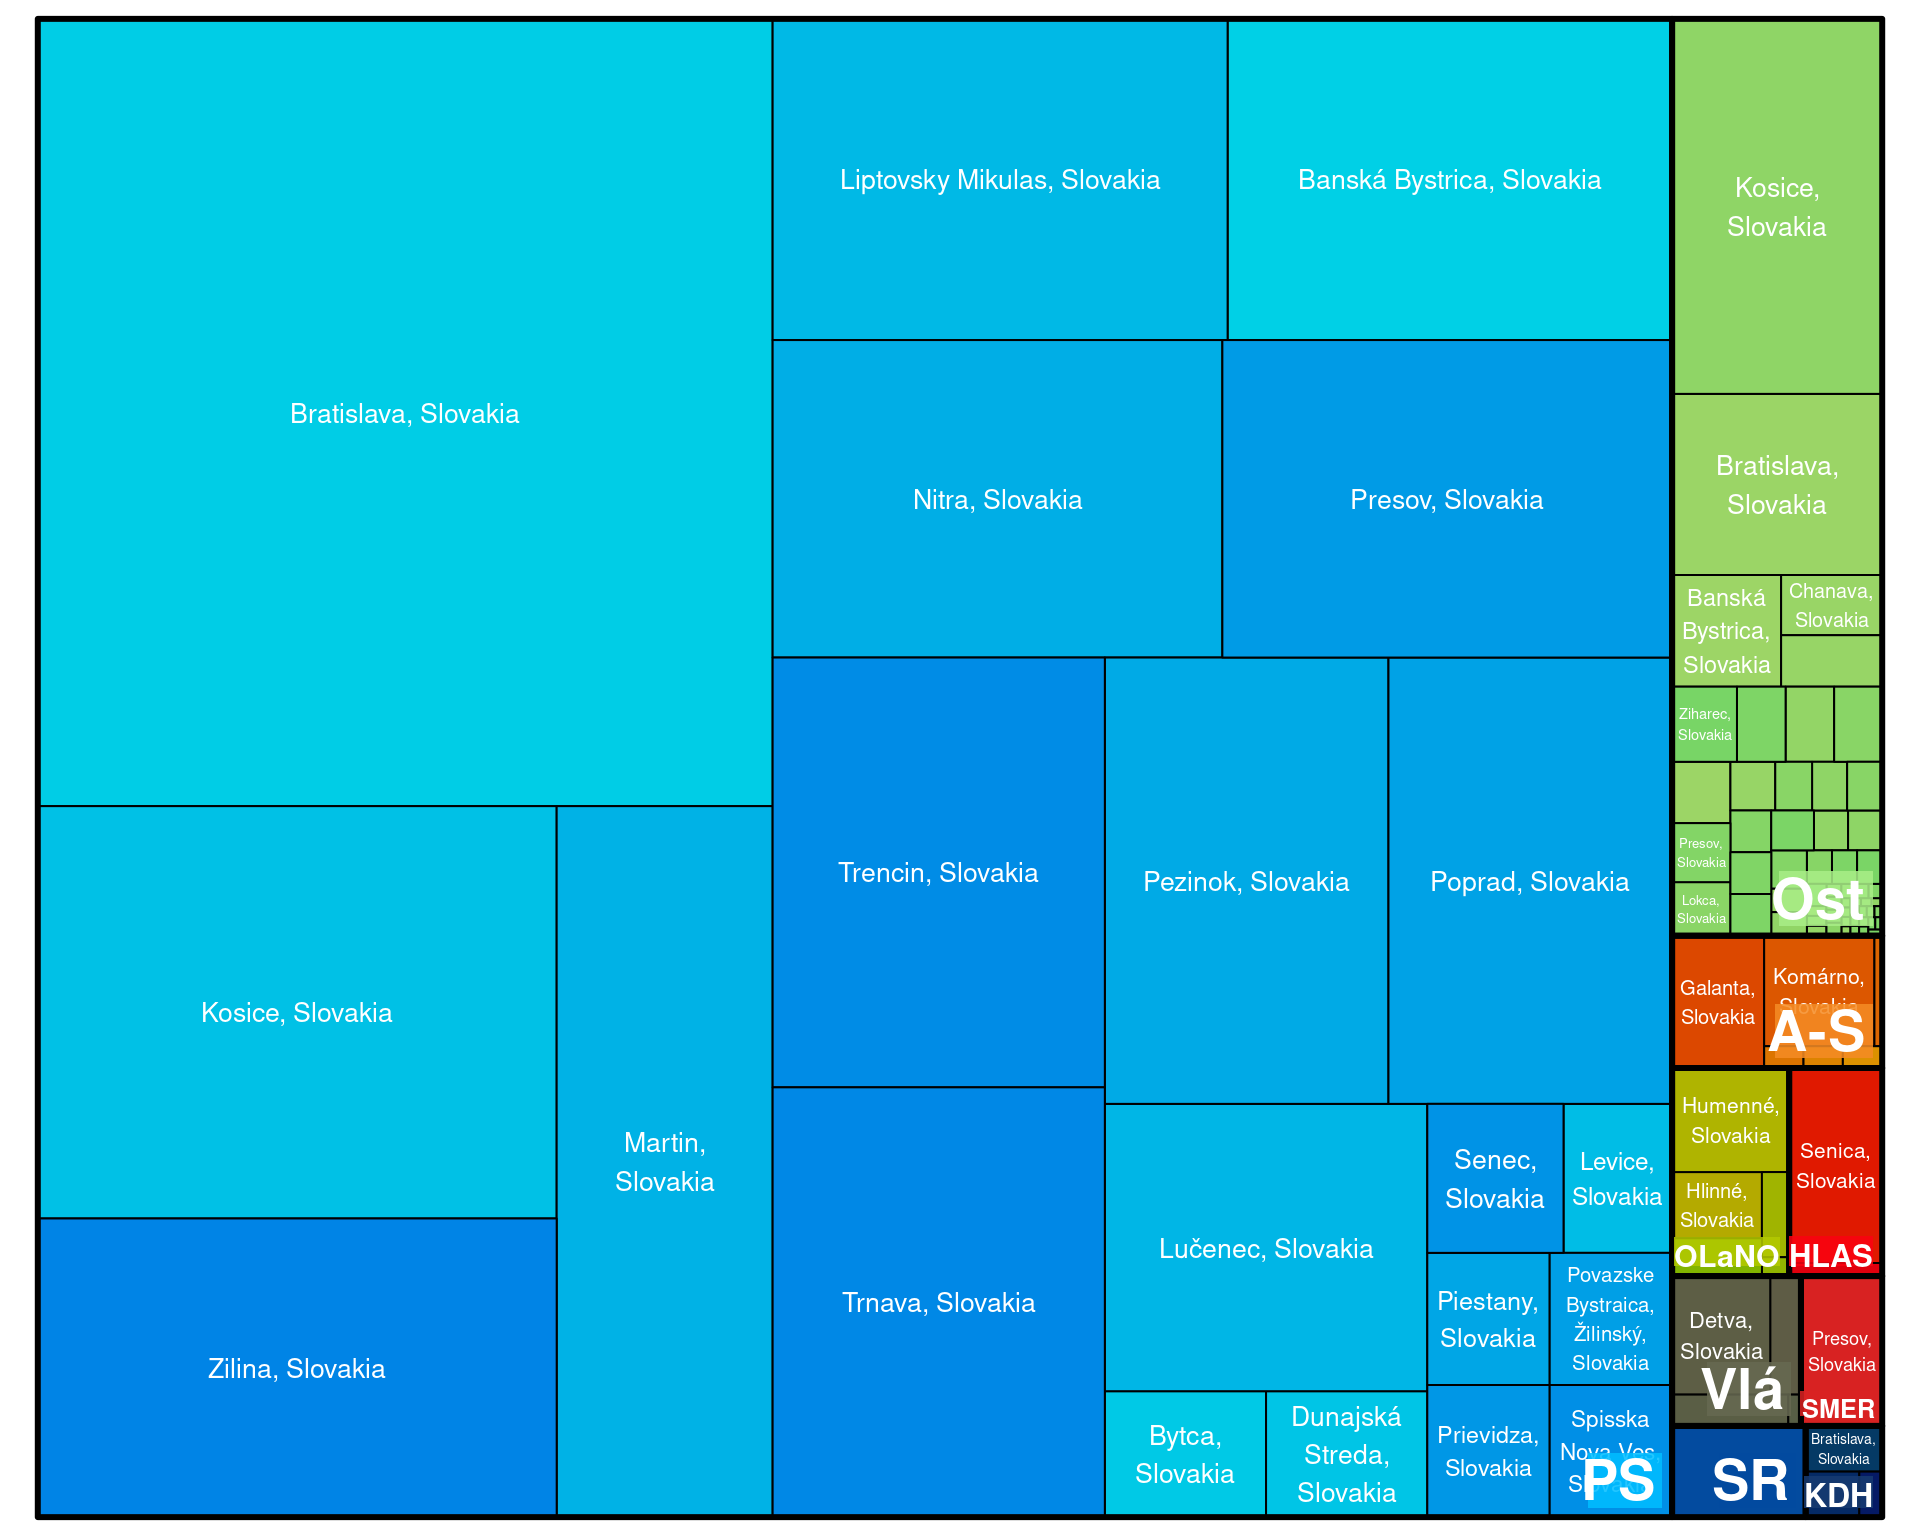 Bratislava, Slovakia
Liptovsky Mikulas, Slovakia
Banská Bystrica, Slovakia
Nitra, Slovakia
Presov, Slovakia
Kosice, Slovakia
Zilina, Slovakia
Martin,
Slovakia
Trencin, Slovakia
Trnava, Slovakia
Pezinok, Slovakia
Poprad, Slovakia
Lučenec, Slovakia
Bytca,
Slovakia
Dunajská
Streda,
Slovakia
Senec,
Slovakia
Levice,
Slovakia
Piestany,
Slovakia
Povazske
Bystraica,
Žilinský,
Slovakia
Prievidza,
Slovakia
Spisska
Nova Ves,
Slovakia
PS
Kosice,
Slovakia
Bratislava,
Slovakia
Banská
Bystrica,
Slovakia
Chanava,
Slovakia
Ziharec,
Slovakia
Presov,
Slovakia
Lokca,
Slovakia
Ost
Galanta,
Slovakia
Komárno,
Slovakia
A-S
Humenné,
Slovakia
Hlinné,
Slovakia
OLaNO
Senica,
Slovakia
HLAS
Detva,
Slovakia
Vlá
Presov,
Slovakia
SMER
SR
Bratislava,
Slovakia
KDH